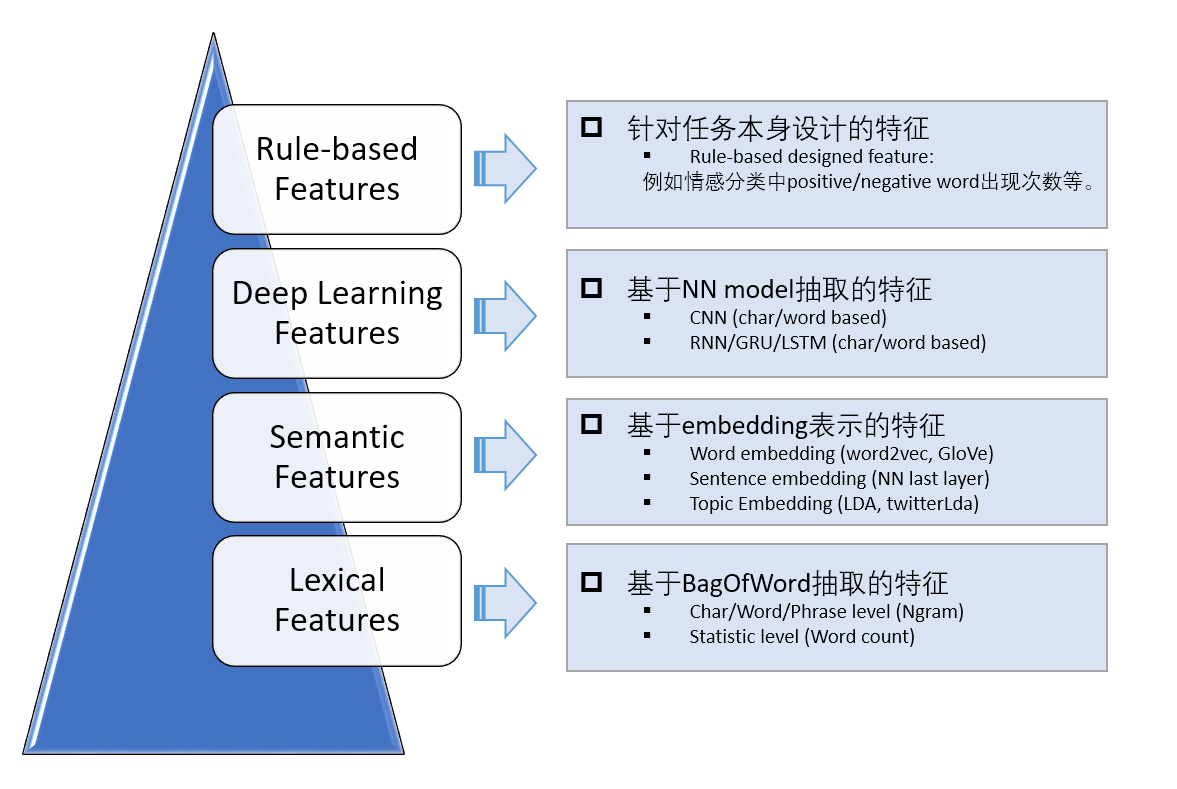 Rule-based
Features
针对任务本身设计的特征
Rule-based designed feature:
例如情感分类中positive/negative word出现次数等。
Deep Learning
Features
基于NN model抽取的特征
CNN (char/word based)
RNN/GRU/LSTM (char/word based)
Semantic
Features
基于embedding表示的特征
Word embedding (word2vec, GloVe)
Sentence embedding (NN last layer)
Topic Embedding (LDA, twitterLda)
Lexical
Features
基于BagOfWord抽取的特征
Char/Word/Phrase level (Ngram)
Statistic level (Word count)